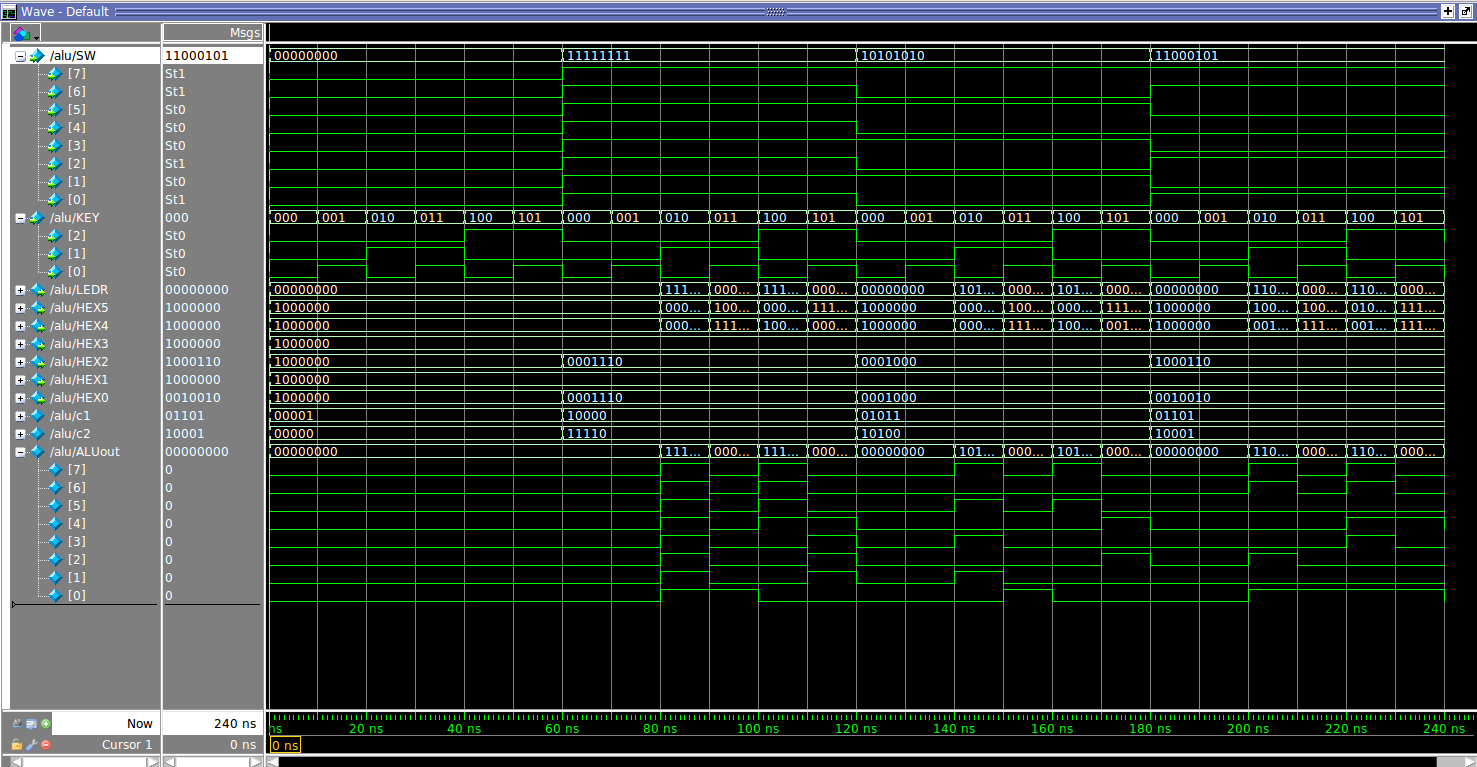 Wave - Default
Msgs
/alu/SW 11000101 00000000 11111111 10101010 11000101
[7] St1
[6] St1
[5] St0
[4] St0
[3] St0
[2] St1
[1] St0
[0] St1
/alu/KEY 000 000 001 010 011 100 101 000 001 010 011 100 101 000 001 010 011 100 101 000 001 010 011 100 101
[2] St0
[1] St0
[0] St0
/alu/LEDR 00000000 00000000 111... 000... 111... 000... 00000000 101... 000... 101... 000... 00000000 110... 000... 110... 000...
/alu/HEX5 1000000 1000000 000... 100... 000... 111... 1000000 000... 100... 000... 111... 1000000 100... 100... 010... 111...
/alu/HEX4 1000000 1000000 000... 111... 100... 000... 1000000 000... 111... 100... 001... 1000000 001... 111... 001... 111...
/alu/HEX3 1000000 1000000
/alu/HEX2 1000110 1000000 0001110 0001000 1000110
/alu/HEX1 1000000 1000000
/alu/HEX0 0010010 1000000 0001110 0001000 0010010
/alu/c1 01101 00001 10000 01011 01101
/alu/c2 10001 00000 11110 10100 10001
/alu/ALUout 00000000 00000000 111... 000... 111... 000... 00000000 101... 000... 101... 000... 00000000 110... 000... 110... 000...
[7] 0
[6] 0
[5] 0
[4] 0
[3] 0
[2] 0
[1] 0
[0] 0
Now 240 ns ns 20 ns 40 ns 60 ns 80 ns 100 ns 120 ns 140 ns 160 ns 180 ns 200 ns 220 ns 240 ns
Cursor 1 0 ns 0 ns